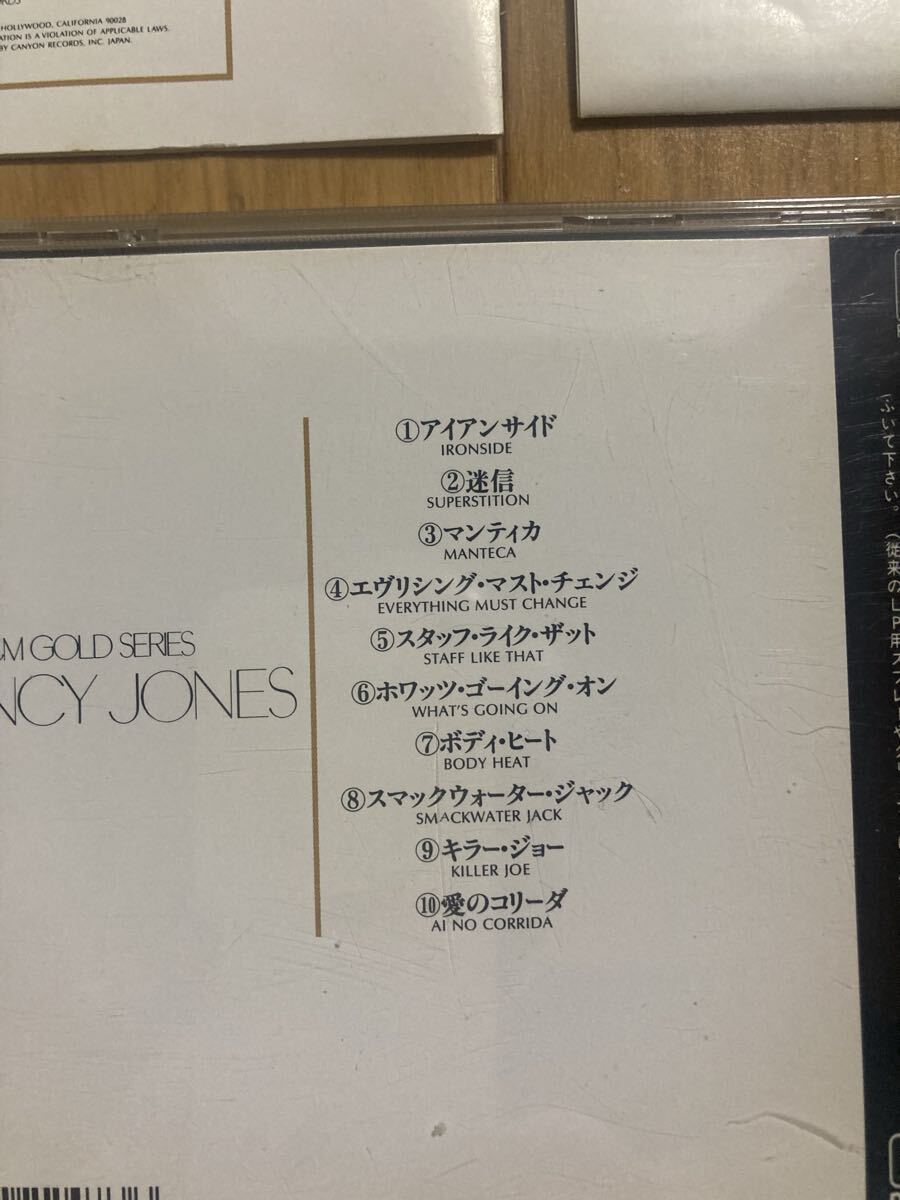 HOLLYWOOD, CALIFORNIA 90028
ATION IS A VIOLATION OF APPLICABLE LAWS.
BY CANYON RECORDS, INC. JAPAN.
①アイアンサイド
IRONSIDE
②迷信
SUPERSTITION
③マンティカ
MANTECA
④エヴリシング・マスト・チェンジ
EVERYTHING MUST CHANGE
⑤スタッフ・ライク・ザット
STAFF LIKE THAT
⑥ホワッツ・ゴーイング・オン
WHAT'S GOING ON
⑦ボディ・ヒート
BODY HEAT
⑧スマックウォーター・ジャック
SMACKWATER JACK
⑨キラー・ジョー
KILLER JOE
⑩愛のコリーダ
AI NO CORRIDA
&M GOLD SERIES
NCY JONES
ふいて下さい。(従来のLP用スプレー